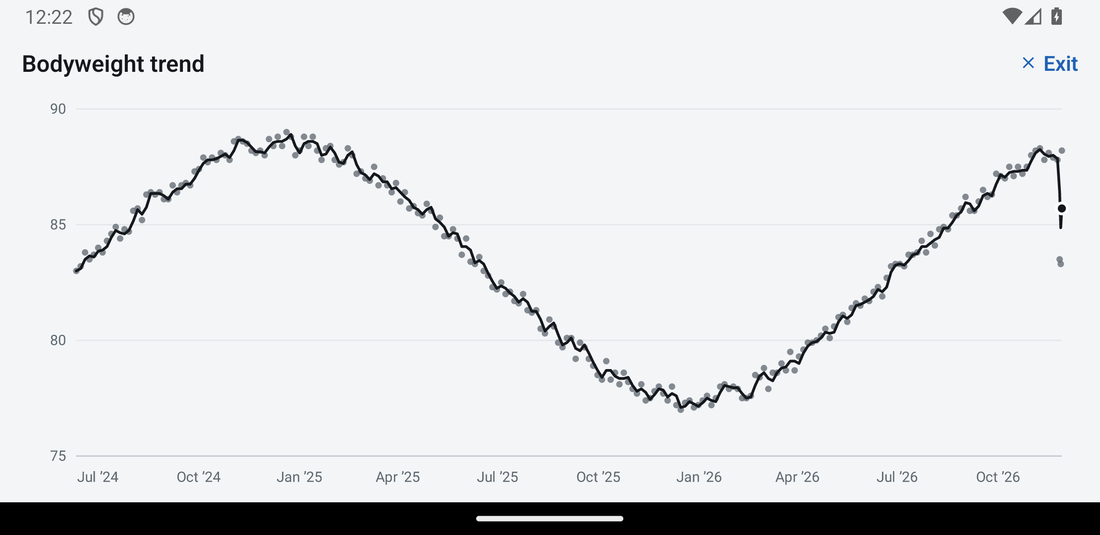 12:22
Bodyweight trend
× Exit
90
85
80
75
Jul ’24 Oct ’24 Jan ’25 Apr ’25 Jul ’25 Oct ’25 Jan ’26 Apr ’26 Jul ’26 Oct ’26